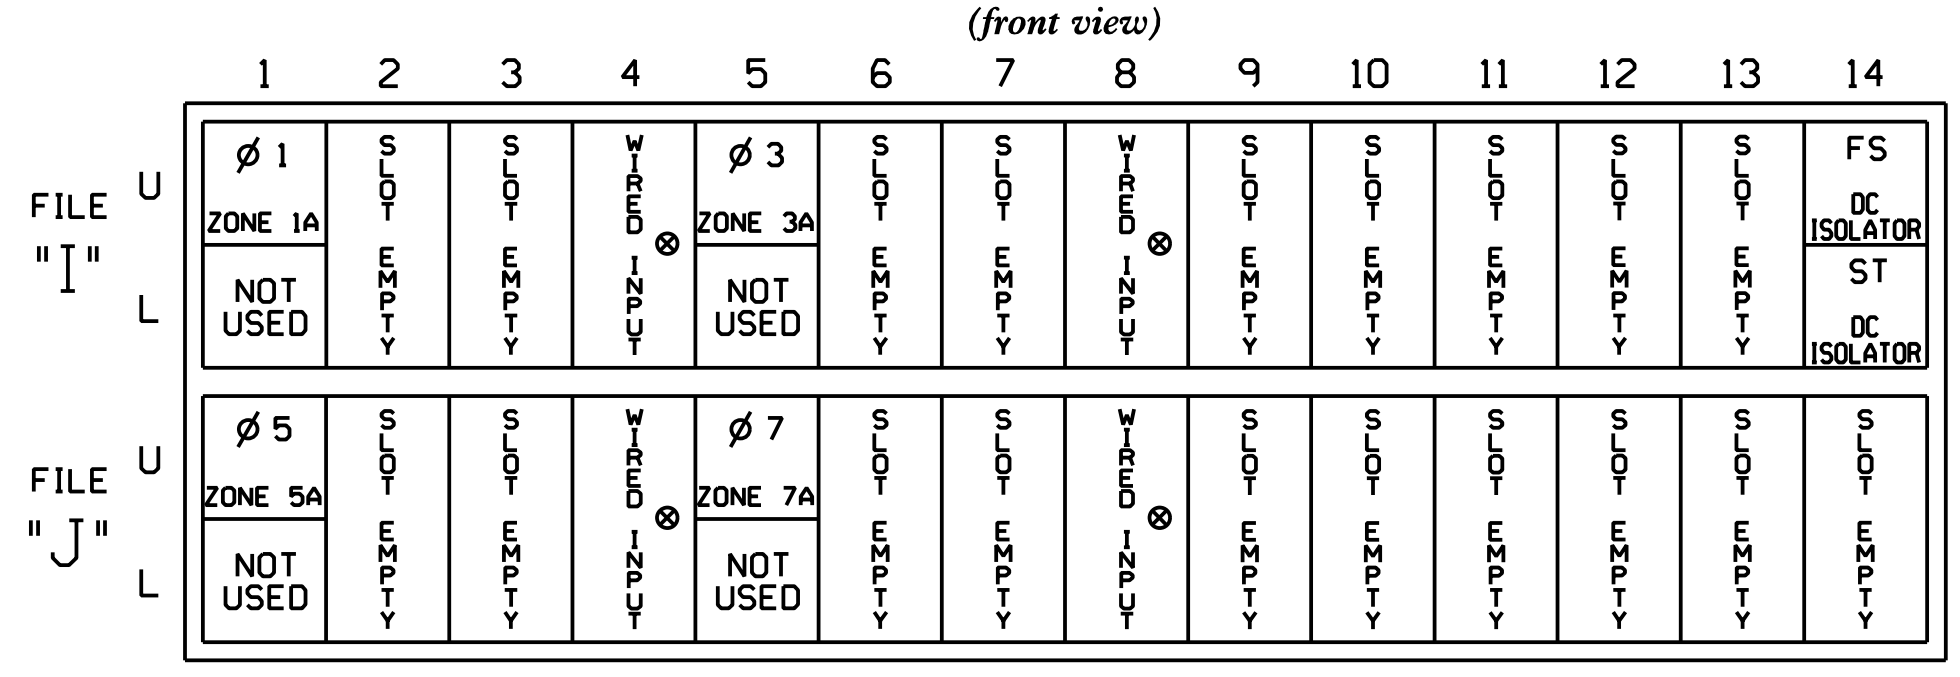 (front view)
1 2 3 4 5 6 7 8 9 10 11 12 13 14
FILE
"I"
U
L
Ø 1
ZONE 1A
NOT
USED
SLOT EMPTY
SLOT EMPTY
WIRED INPUT
Ø 3
ZONE 3A
NOT
USED
SLOT EMPTY
SLOT EMPTY
WIRED INPUT
SLOT EMPTY
SLOT EMPTY
SLOT EMPTY
SLOT EMPTY
SLOT EMPTY
FS
DC
ISOLATOR
ST
DC
ISOLATOR
FILE
"J"
U
L
Ø 5
ZONE 5A
NOT
USED
SLOT EMPTY
SLOT EMPTY
WIRED INPUT
Ø 7
ZONE 7A
NOT
USED
SLOT EMPTY
SLOT EMPTY
WIRED INPUT
SLOT EMPTY
SLOT EMPTY
SLOT EMPTY
SLOT EMPTY
SLOT EMPTY
SLOT EMPTY